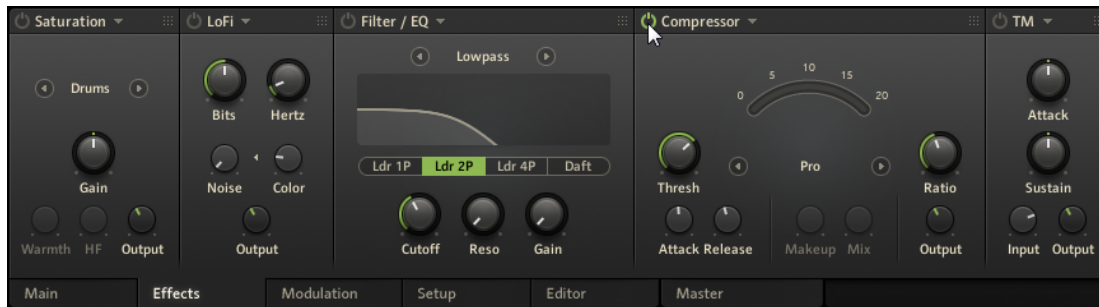 Saturation
LoFi
Filter / EQ
Compressor
TM
Drums
Gain
Warmth HF Output
Bits Hertz
Noise Color
Output
Lowpass
Ldr 1P Ldr 2P Ldr 4P Daft
Cutoff Reso Gain
0 5 10 15 20
Thresh Pro Ratio
Attack Release Makeup Mix Output
Attack
Sustain
Input Output
Main Effects Modulation Setup Editor Master